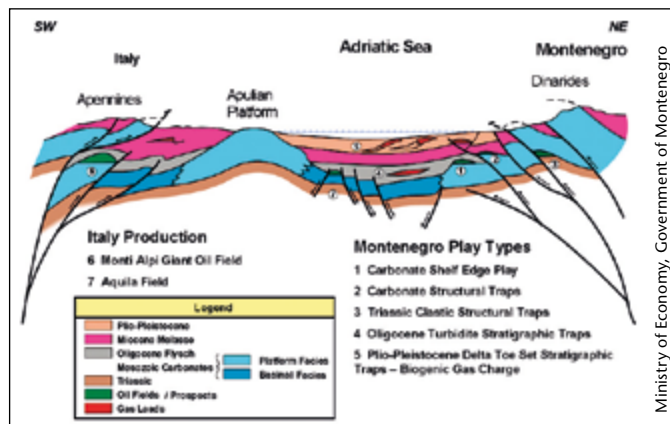 SW
NE
Adriatic Sea
Italy
Montenegro
Apennines
Apulian
Platform
Dinarides
Italy Production
6 Monti Alpi Giant Oil Field
7 Aquila Field
Legend
Plio-Pleistocene
Miocene Molasse
Oligocene Flysch
Mesozoic Carbonates
Platform Facies
Basinal Facies
Triassic
Oil Fields / Prospects
Gas Leads
Montenegro Play Types
1 Carbonate Shelf Edge Play
2 Carbonate Structural Traps
3 Triassic Clastic Structural Traps
4 Oligocene Turbidite Stratigraphic Traps
5 Plio-Pleistocene Delta Toe Set Stratigraphic
Traps – Biogenic Gas Charge
Ministry of Economy, Government of Montenegro